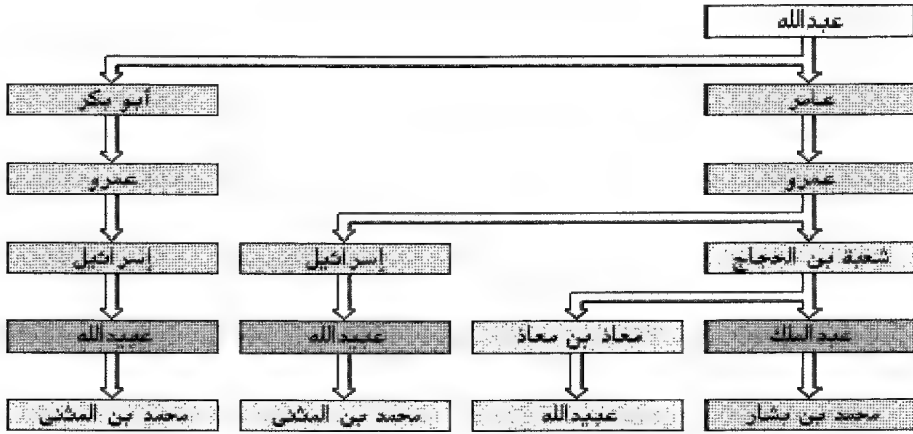 عبدالله
عامر
أبو بكر
عمرو
عمرو
شعبة بن الحجاج
إسرائيل
إسرائيل
عبدالملك
معاذ بن معاذ
عبيدالله
عبيدالله
محمد بن بشار
عبيدالله
محمد بن المثنى
محمد بن المثنى